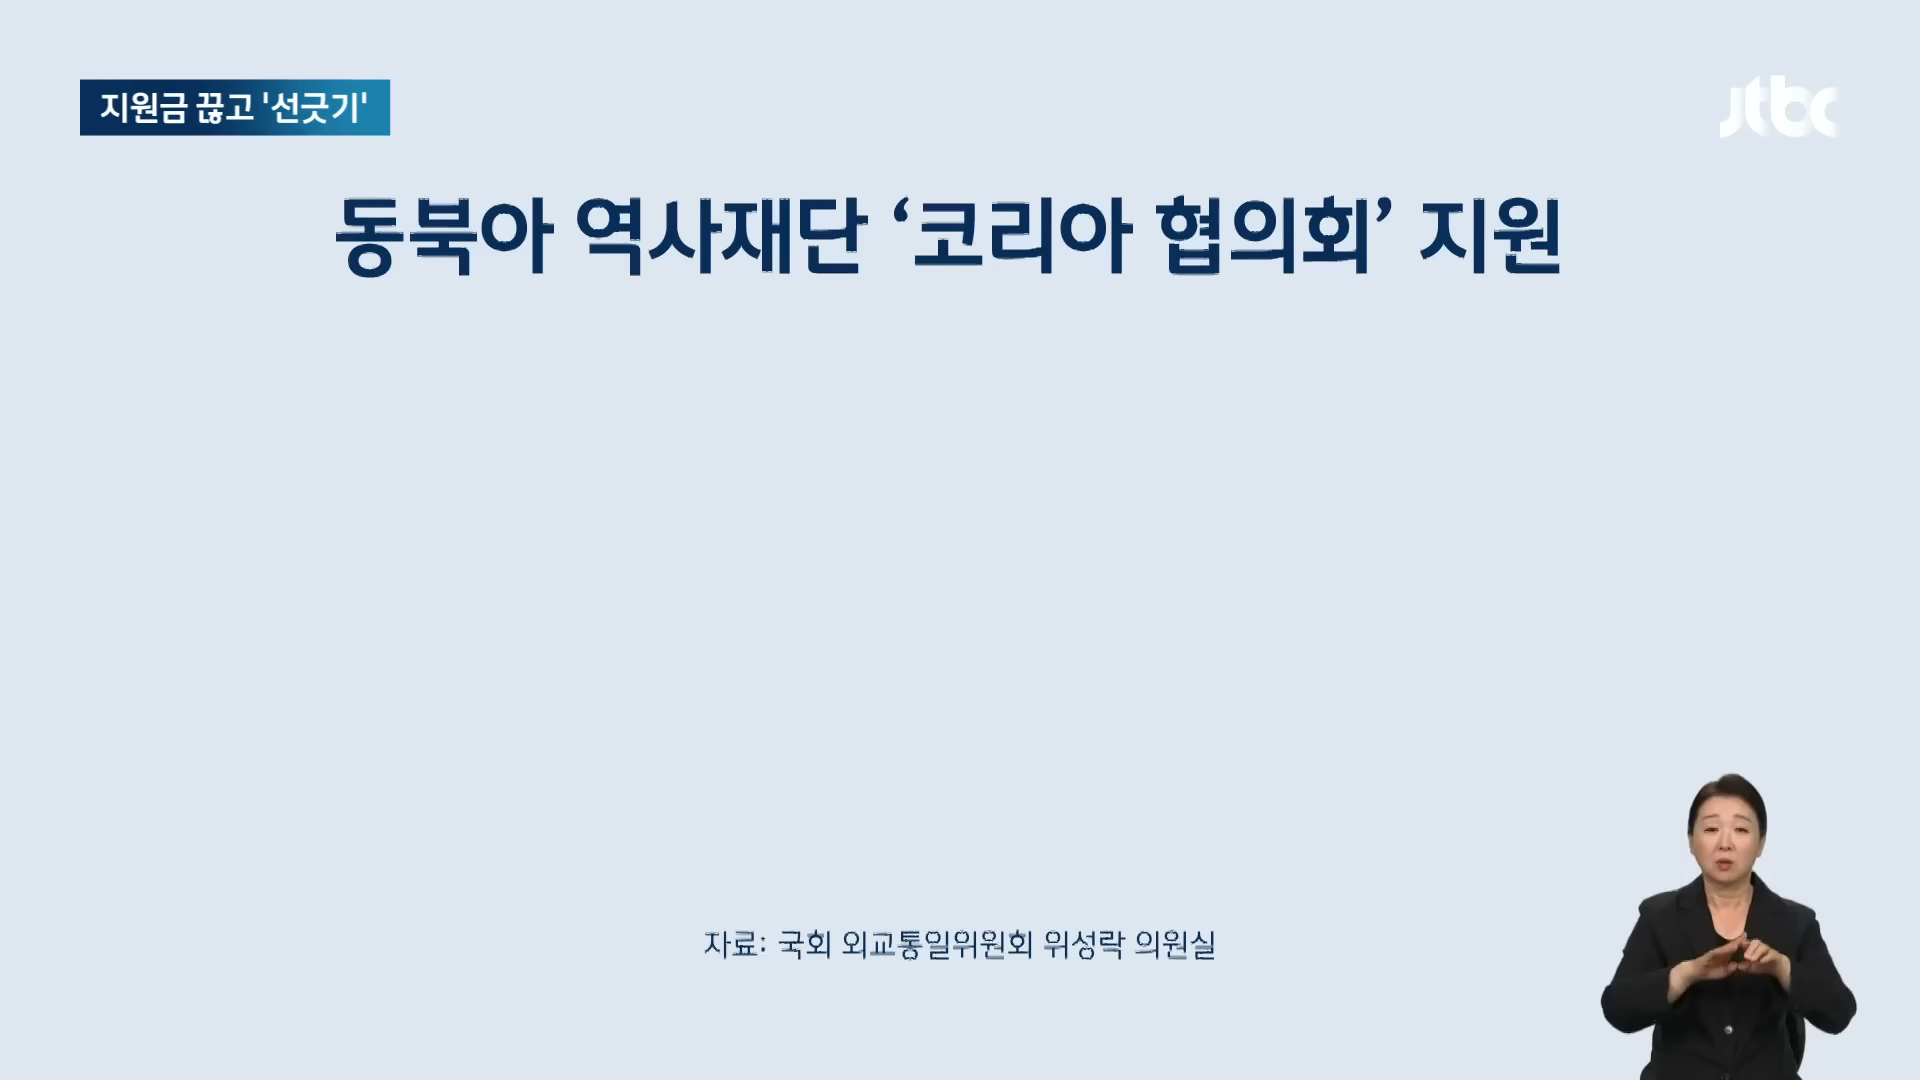 지원금 끊고 '선긋기'
jtbc
동북아 역사재단 ‘코리아 협의회’ 지원
자료: 국회 외교통일위원회 위성락 의원실